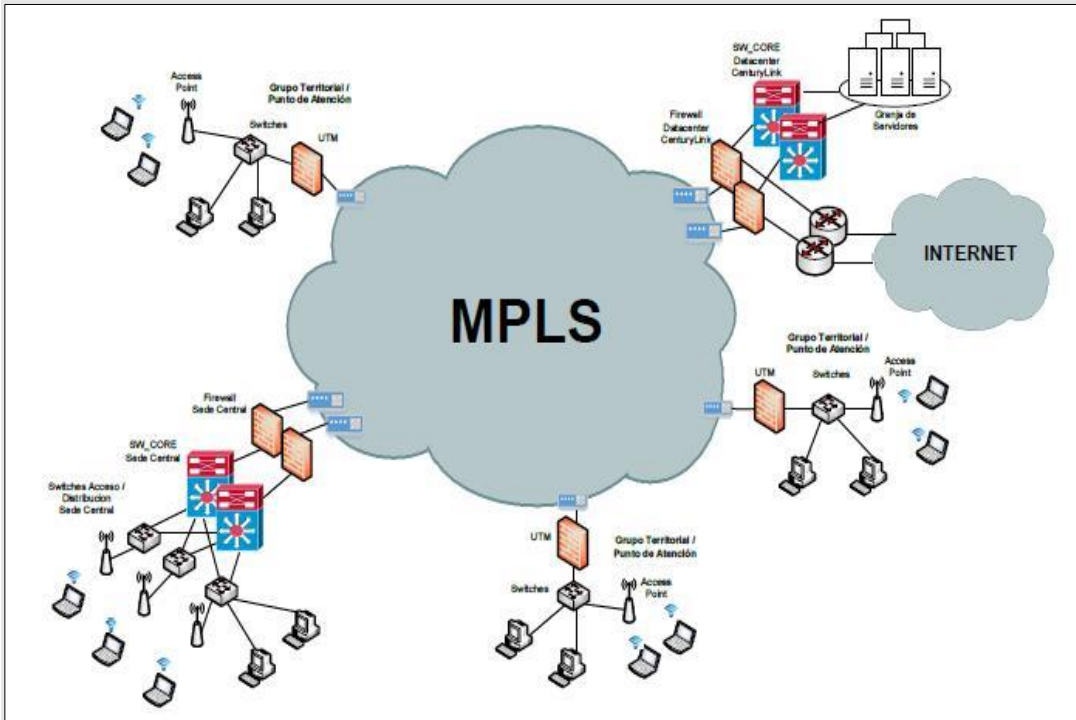 Access
Point
Grupo Territorial /
Punto de Atención
Switches
UTM
SW_CORE
Datacenter
CenturyLink
Firewall
Datacenter
CenturyLink
Granja de
Servidores
INTERNET
MPLS
Grupo Territorial /
Punto de Atención
Access
Point
UTM
Switches
Firewall
Sede Central
SW_CORE
Sede Central
Switches Acceso /
Distribucion
Sede Central
UTM
Grupo Territorial /
Punto de Atención
Switches
Access
Point